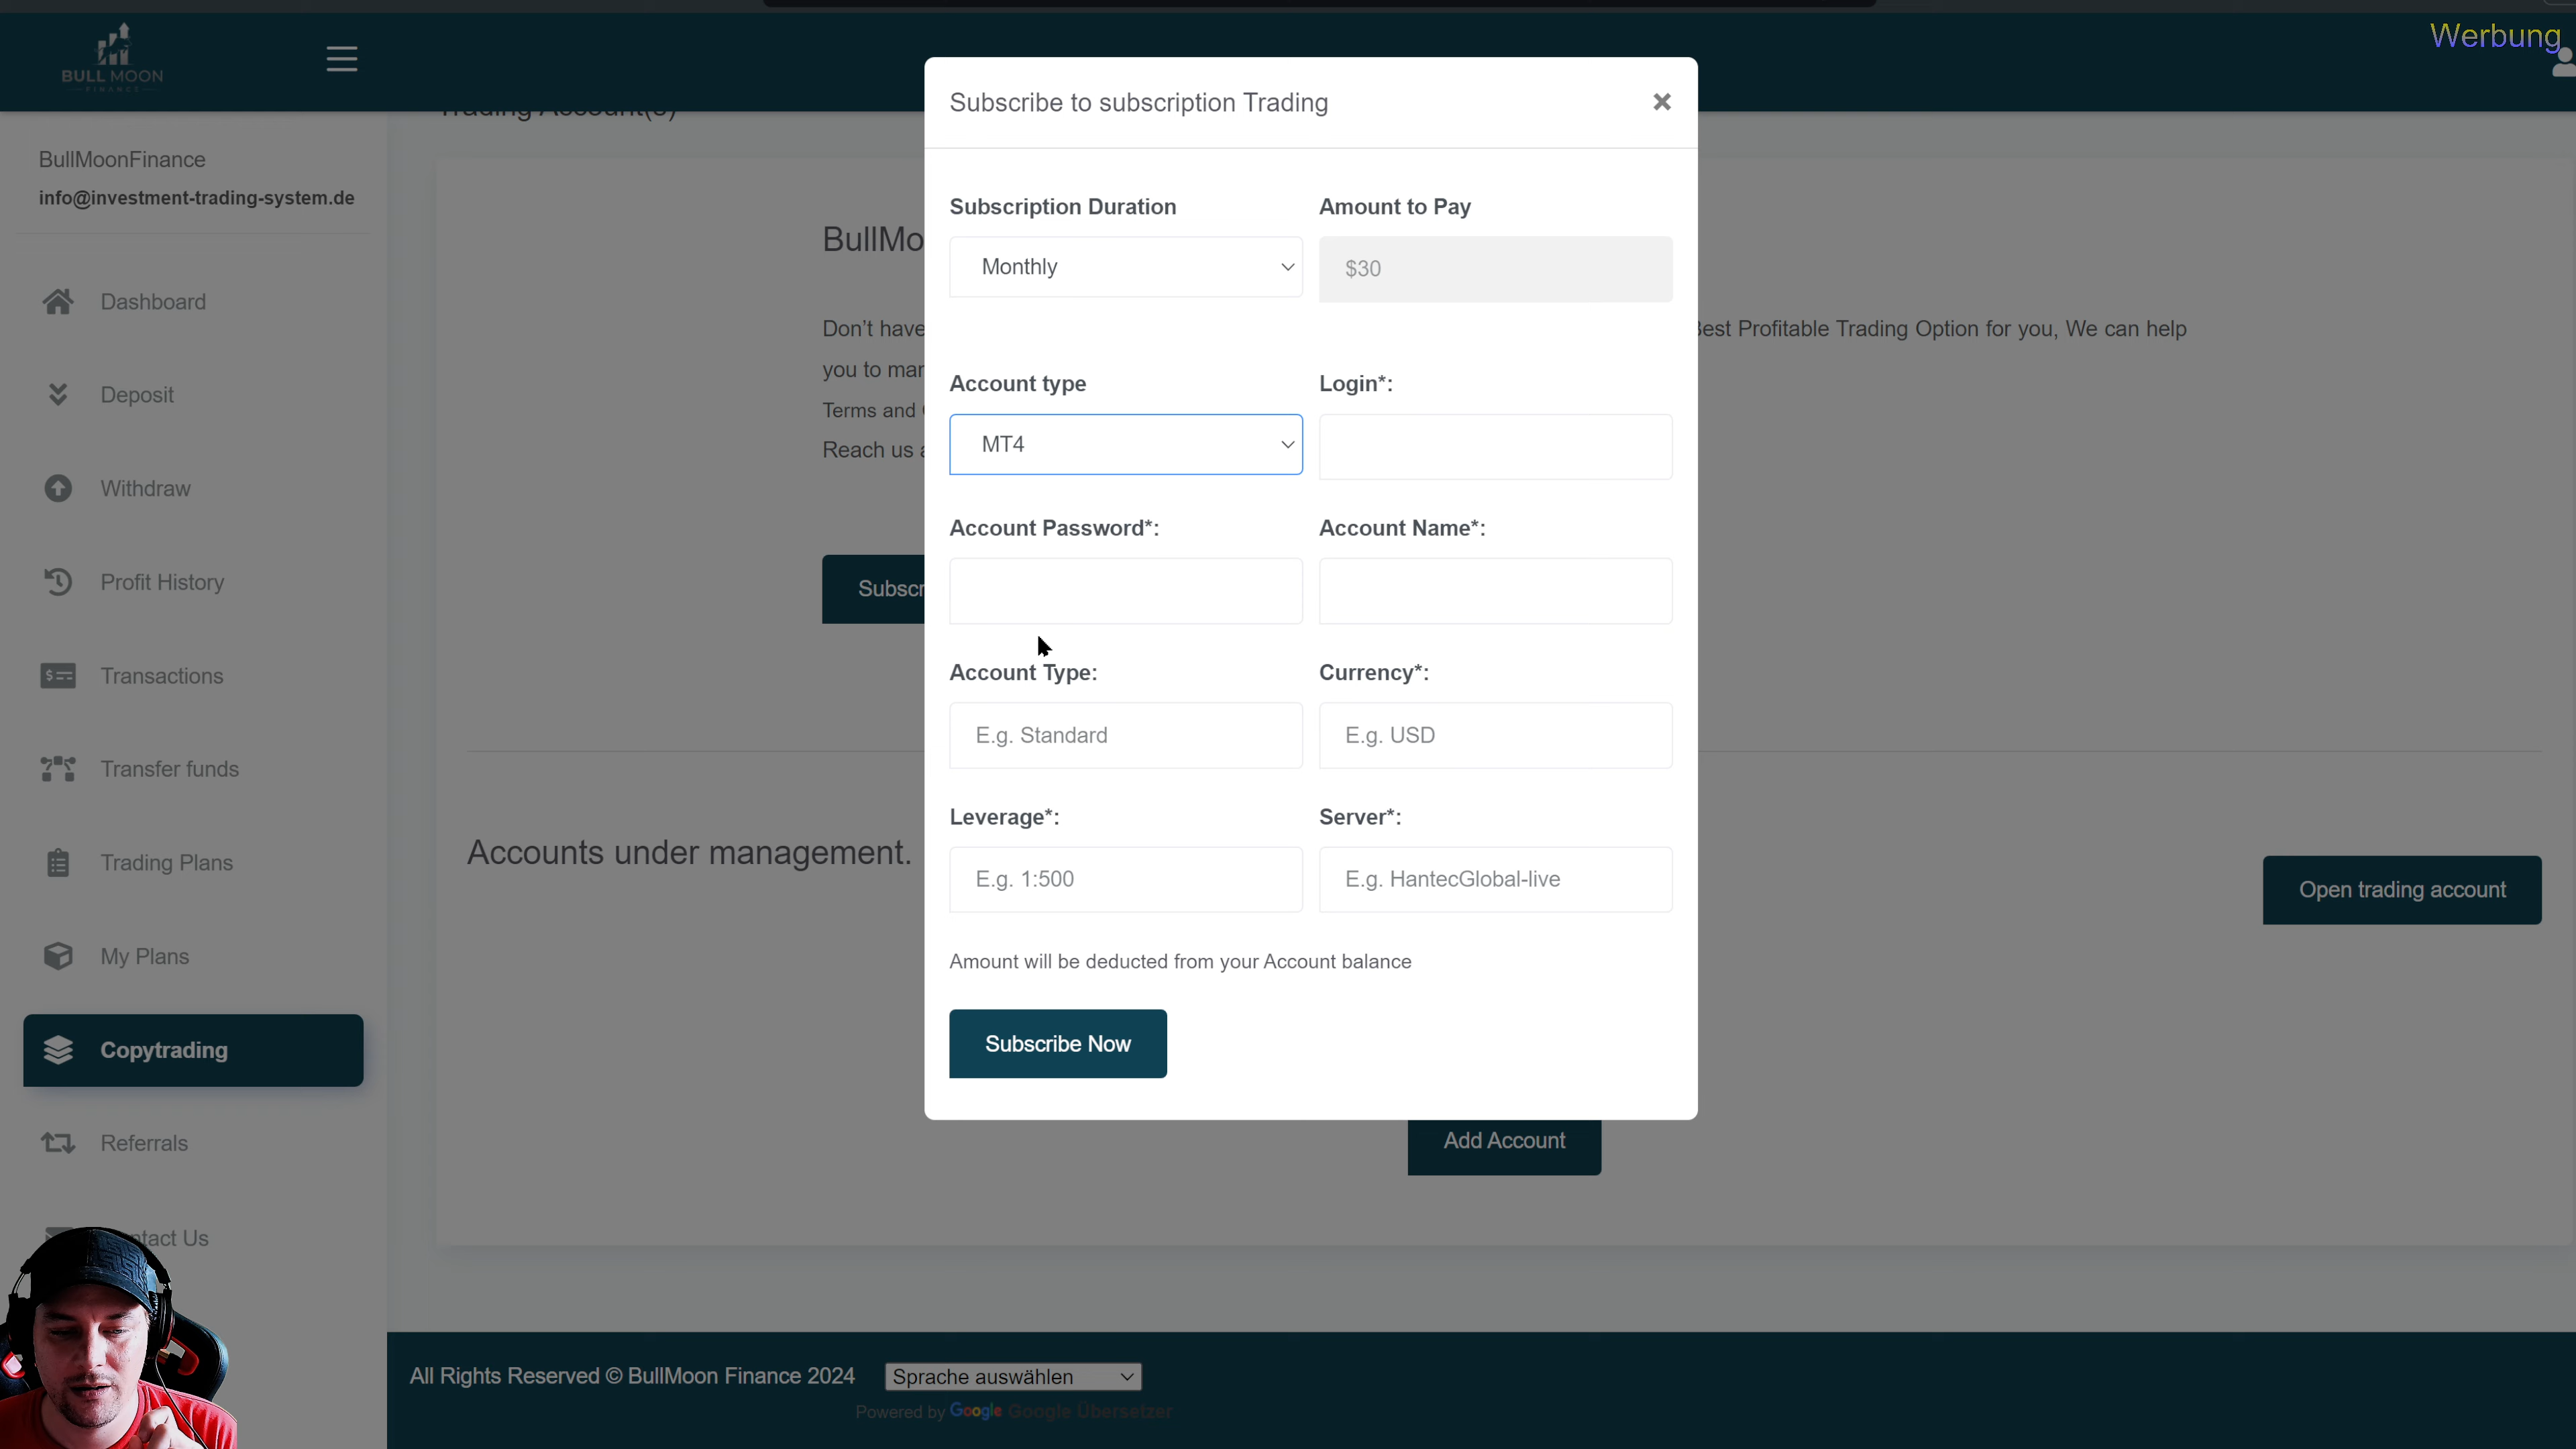 Werbung
BULL MOON
FINANCE
Subscribe to subscription Trading
Trading Account(s)
BullMoonFinance
info@investment-trading-system.de
Dashboard
Deposit
Withdraw
Profit History
Transactions
Transfer funds
Trading Plans
My Plans
Copytrading
Referrals
tact Us
BullMo
Don't have
Best Profitable Trading Option for you, We can help
you to mar
Terms and
Reach us
Subscr
Subscription Duration
Amount to Pay
Monthly
$30
Account type
Login*:
MT4
Account Password*:
Account Name*:
Account Type:
Currency*:
E.g. Standard
E.g. USD
Leverage*:
Server*:
E.g. 1:500
E.g. HantecGlobal-live
Amount will be deducted from your Account balance
Subscribe Now
Accounts under management.
Open trading account
Add Account
All Rights Reserved © BullMoon Finance 2024
Sprache auswählen
Powered by Google Google Übersetzer